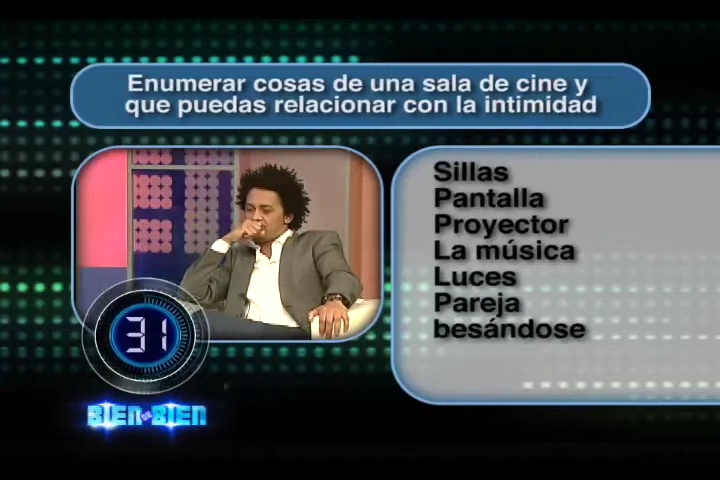 Enumerar cosas de una sala de cine y
que puedas relacionar con la intimidad
Sillas
Pantalla
Proyector
La música
Luces
Pareja
besándose
31
BIEN de BIEN